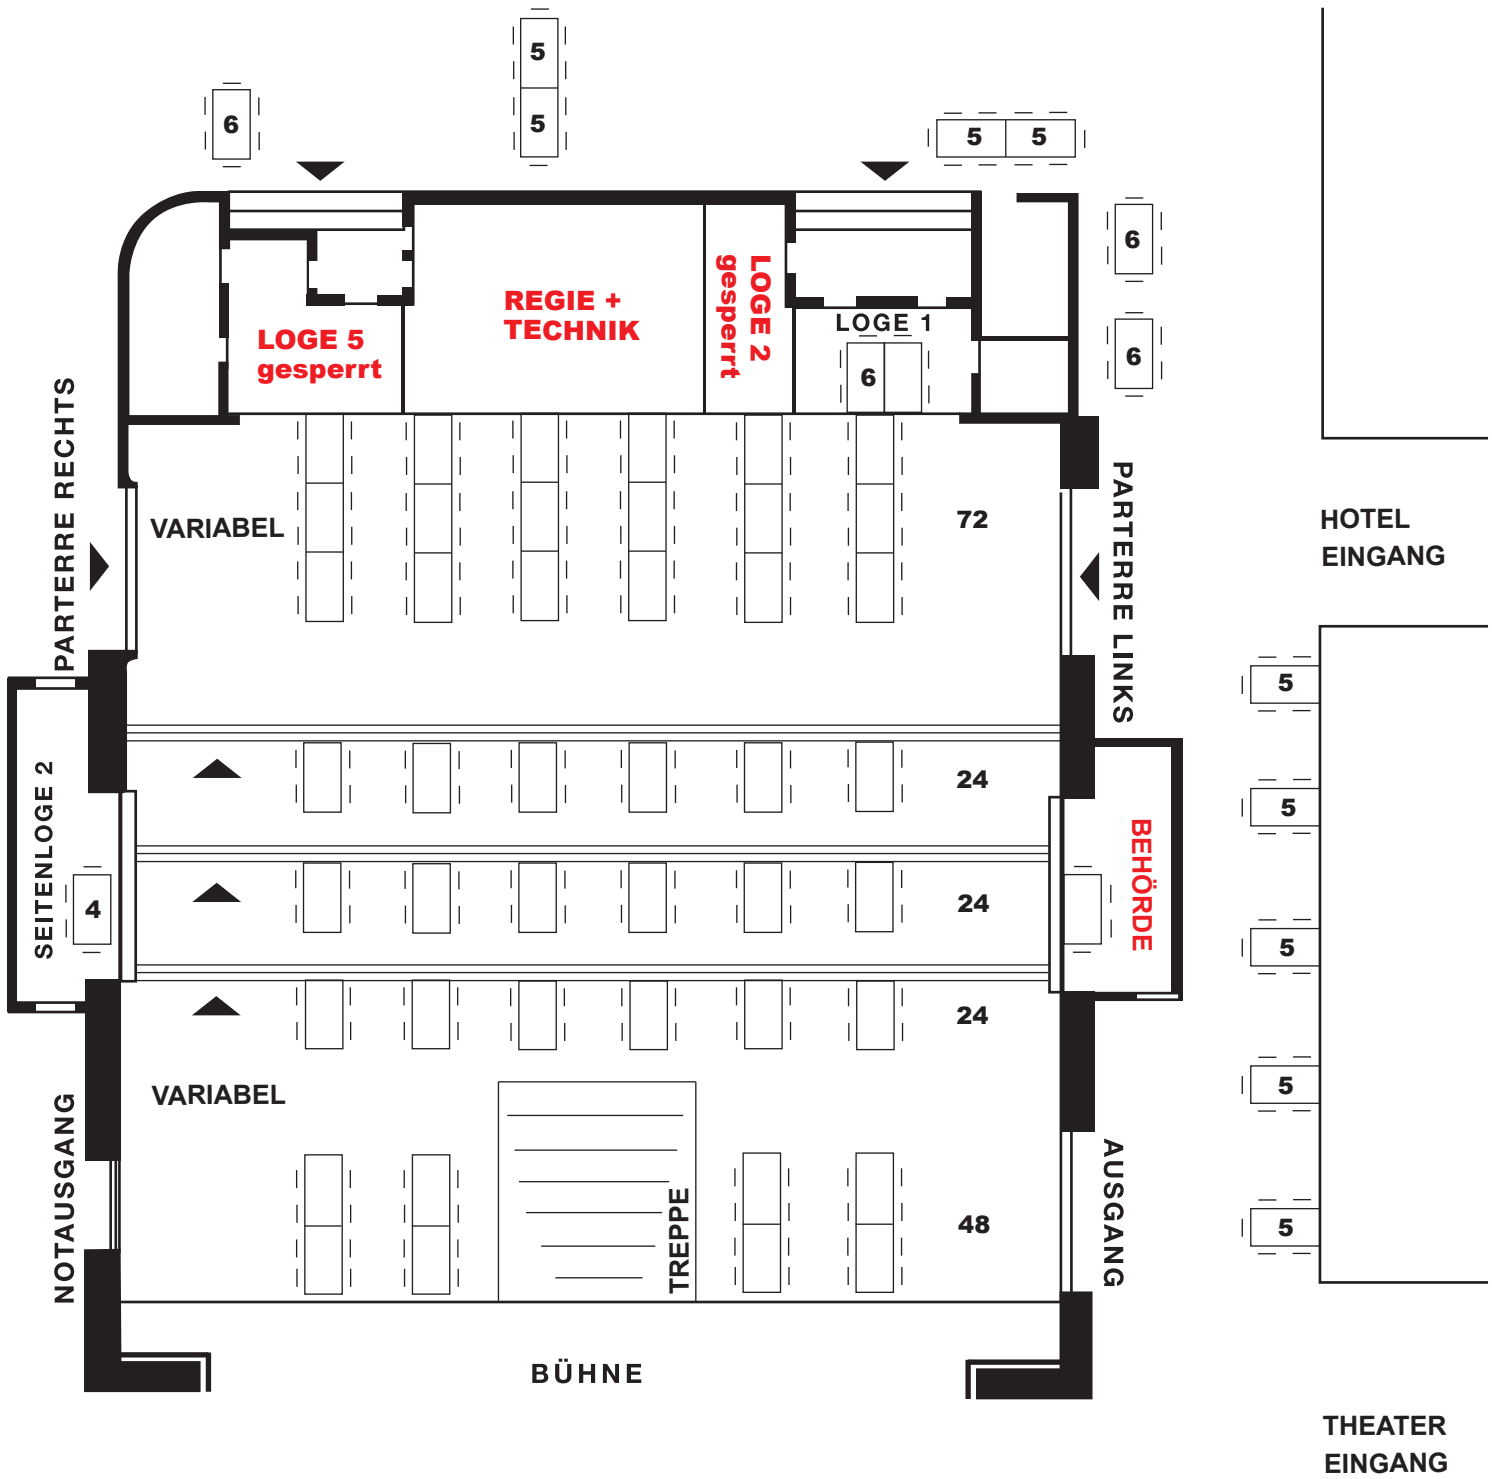 5
5
6
5 5
6
6
REGIE +
TECHNIK
LOGE 5
gesperrt
LOGE 2
gesperrt
LOGE 1
6
PARTERRE RECHTS
VARIABEL
72
PARTERRE LINKS
HOTEL
EINGANG
5
5
5
5
5
24
24
24
SEITENLOGE 2
4
BEHÖRDE
VARIABEL
NOTAUSGANG
TREPPE
48
AUSGANG
BÜHNE
THEATER
EINGANG